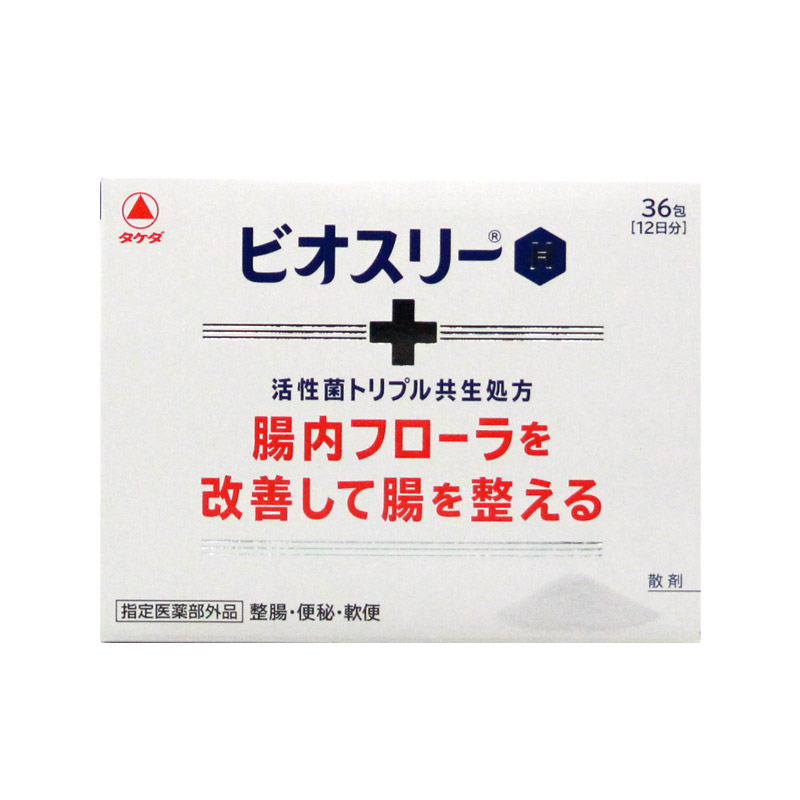 タケダ
ビオスリー®
36包
[12日分]
活性菌トリプル共生処方
腸内フローラを
改善して腸を整える
散剤
指定医薬部外品 整腸・便秘・軟便